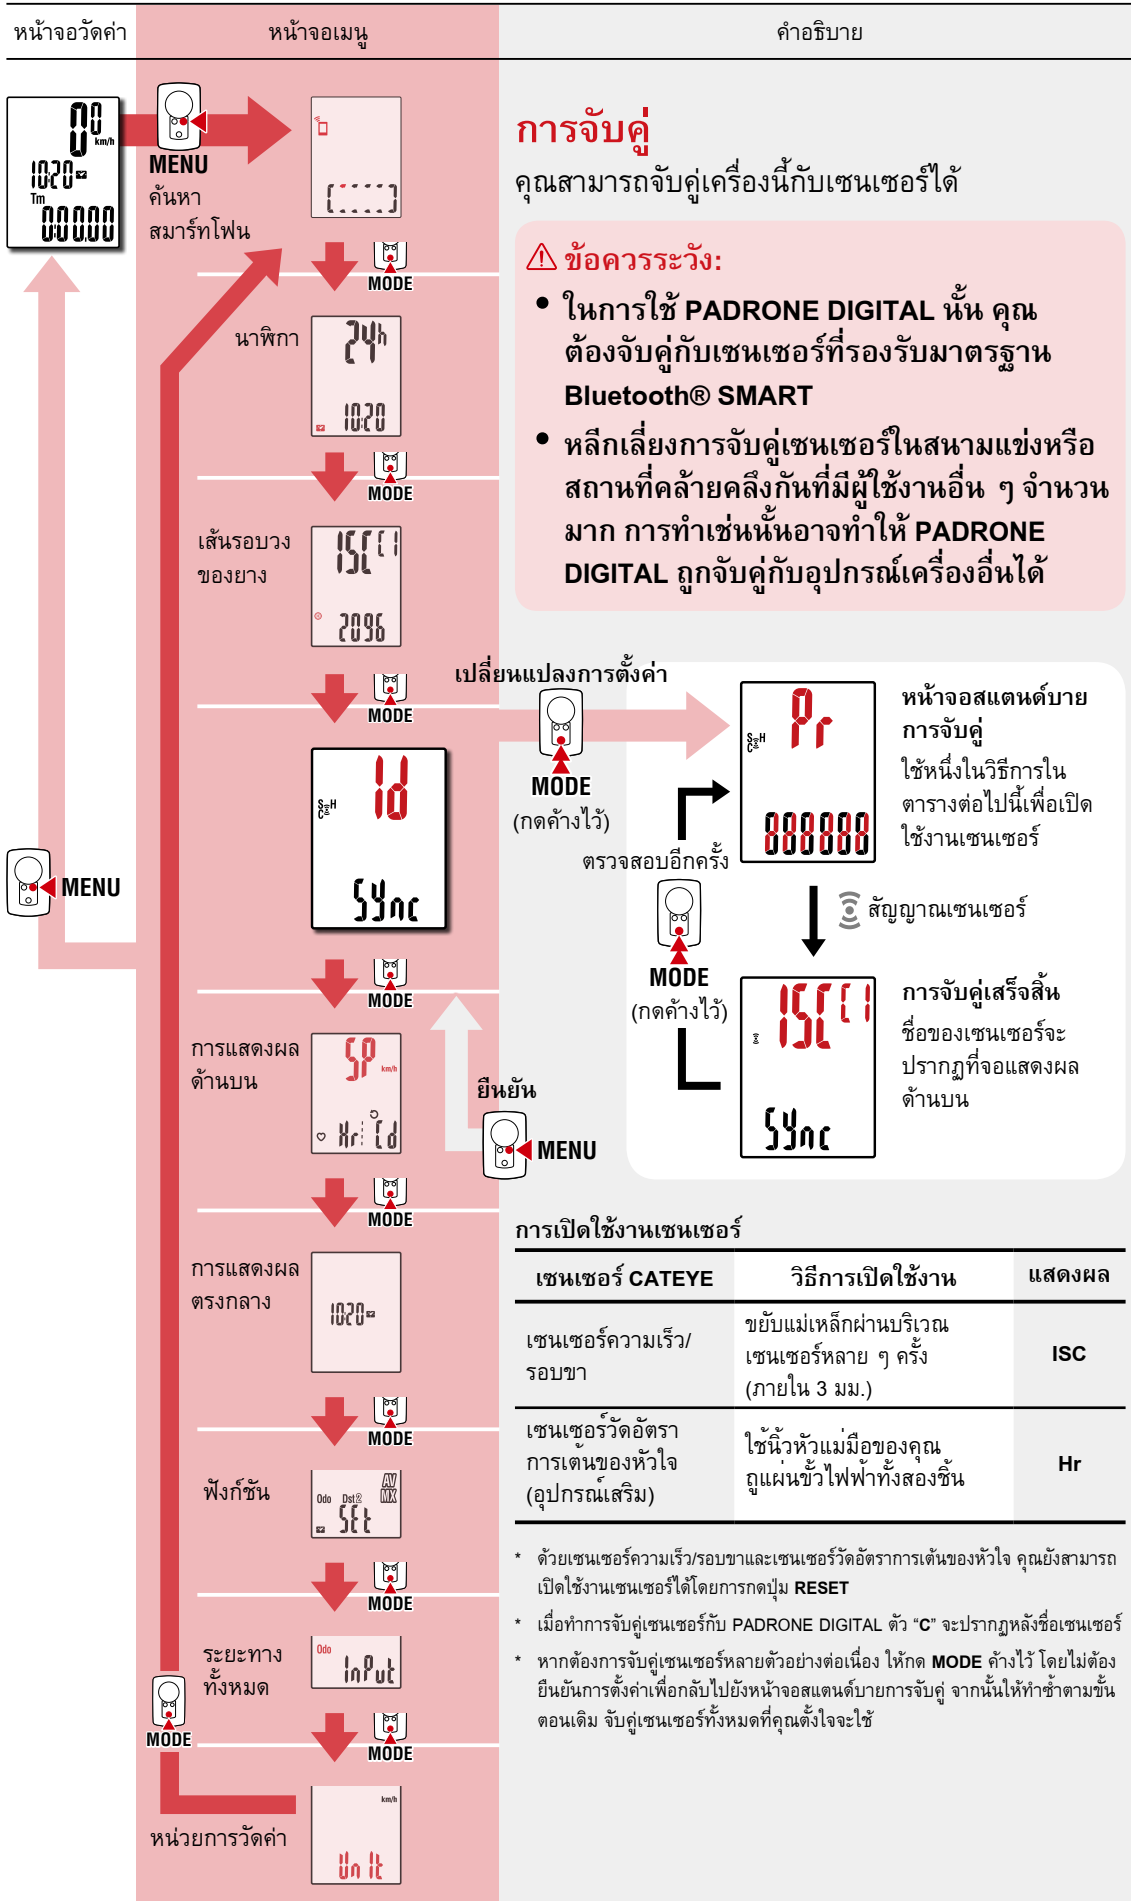 หน้าจอวัดค่า
หน้าจอเมนู
คำอธิบาย
0.0 km/h
10:20
Tm
0:00.00
MENU
ค้นหา
สมาร์ทโฟน
MODE
นาฬิกา
24h
10:20
MODE
เส้นรอบวง
ของยาง
ISC C1
2096
MODE
S H
C
Id
SYnc
MENU
MODE
การแสดงผล
ด้านบน
SP km/h
Hr Cd
MODE
การแสดงผล
ตรงกลาง
10:20
MODE
ฟังก์ชัน
AV
MX
Odo Dst2
SEt
MODE
ระยะทาง
ทั้งหมด
Odo
InPut
MODE
MODE
หน่วยการวัดค่า
km/h
UnIt
การจับคู่
คุณสามารถจับคู่เครื่องนี้กับเซนเซอร์ได้
ข้อควรระวัง:
• ในการใช้ PADRONE DIGITAL นั้น คุณ
ต้องจับคู่กับเซนเซอร์ที่รองรับมาตรฐาน
Bluetooth® SMART
• หลีกเลี่ยงการจับคู่เซนเซอร์ในสนามแข่งหรือ
สถานที่คล้ายคลึงกันที่มีผู้ใช้งานอื่น ๆ จำนวน
มาก การทำเช่นนั้นอาจทำให้ PADRONE
DIGITAL ถูกจับคู่กับอุปกรณ์เครื่องอื่นได้
เปลี่ยนแปลงการตั้งค่า
MODE
(กดค้างไว้)
S H
C
Pr
หน้าจอสแตนด์บาย
การจับคู่
ใช้หนึ่งในวิธีการใน
ตารางต่อไปนี้เพื่อเปิด
ใช้งานเซนเซอร์
ตรวจสอบอีกครั้ง
MODE
(กดค้างไว้)
สัญญาณเซนเซอร์
ISC C1
SYnc
การจับคู่เสร็จสิ้น
ชื่อของเซนเซอร์จะ
ปรากฏที่จอแสดงผล
ด้านบน
ยืนยัน
MENU
การเปิดใช้งานเซนเซอร์
เซนเซอร์ CATEYE
วิธีการเปิดใช้งาน
แสดงผล
เซนเซอร์ความเร็ว/
รอบขา
ขยับแม่เหล็กผ่านบริเวณ
เซนเซอร์หลาย ๆ ครั้ง
(ภายใน 3 มม.)
ISC
เซนเซอร์วัดอัตรา
การเต้นของหัวใจ
(อุปกรณ์เสริม)
ใช้นิ้วหัวแม่มือของคุณ
ถูแผ่นขั้วไฟฟ้าทั้งสองชิ้น
Hr
* ด้วยเซนเซอร์ความเร็ว/รอบขาและเซนเซอร์วัดอัตราการเต้นของหัวใจ คุณยังสามารถ
เปิดใช้งานเซนเซอร์ได้โดยการกดปุ่ม RESET
* เมื่อทำการจับคู่เซนเซอร์กับ PADRONE DIGITAL ตัว “C” จะปรากฏหลังชื่อเซนเซอร์
* หากต้องการจับคู่เซนเซอร์หลายตัวอย่างต่อเนื่อง ให้กด MODE ค้างไว้ โดยไม่ต้อง
ยืนยันการตั้งค่าเพื่อกลับไปยังหน้าจอสแตนด์บายการจับคู่ จากนั้นให้ทำซ้ำตามขั้น
ตอนเดิม จับคู่เซนเซอร์ทั้งหมดที่คุณตั้งใจจะใช้